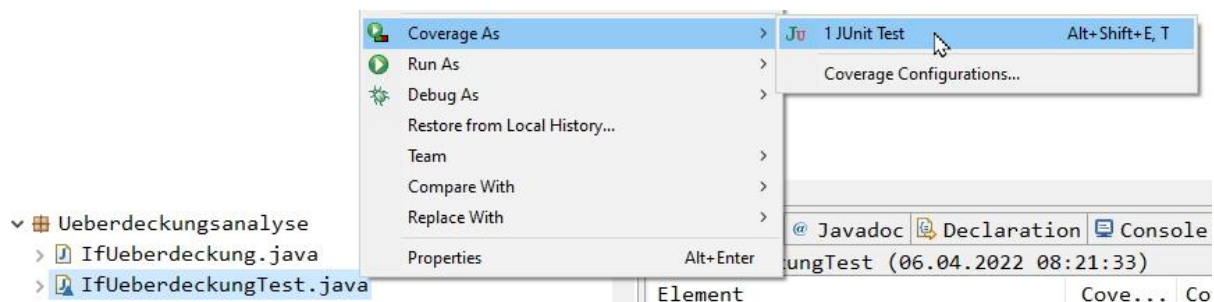 Coverage As
1 JUnit Test Alt+Shift+E, T
Run As
Coverage Configurations...
Debug As
Restore from Local History...
Team
Compare With
Replace With
Properties Alt+Enter
Ueberdeckungsanalyse
IfUeberdeckung.java
IfUeberdeckungTest.java
@ Javadoc Declaration Console
ungTest (06.04.2022 08:21:33)
Element Cove... Co